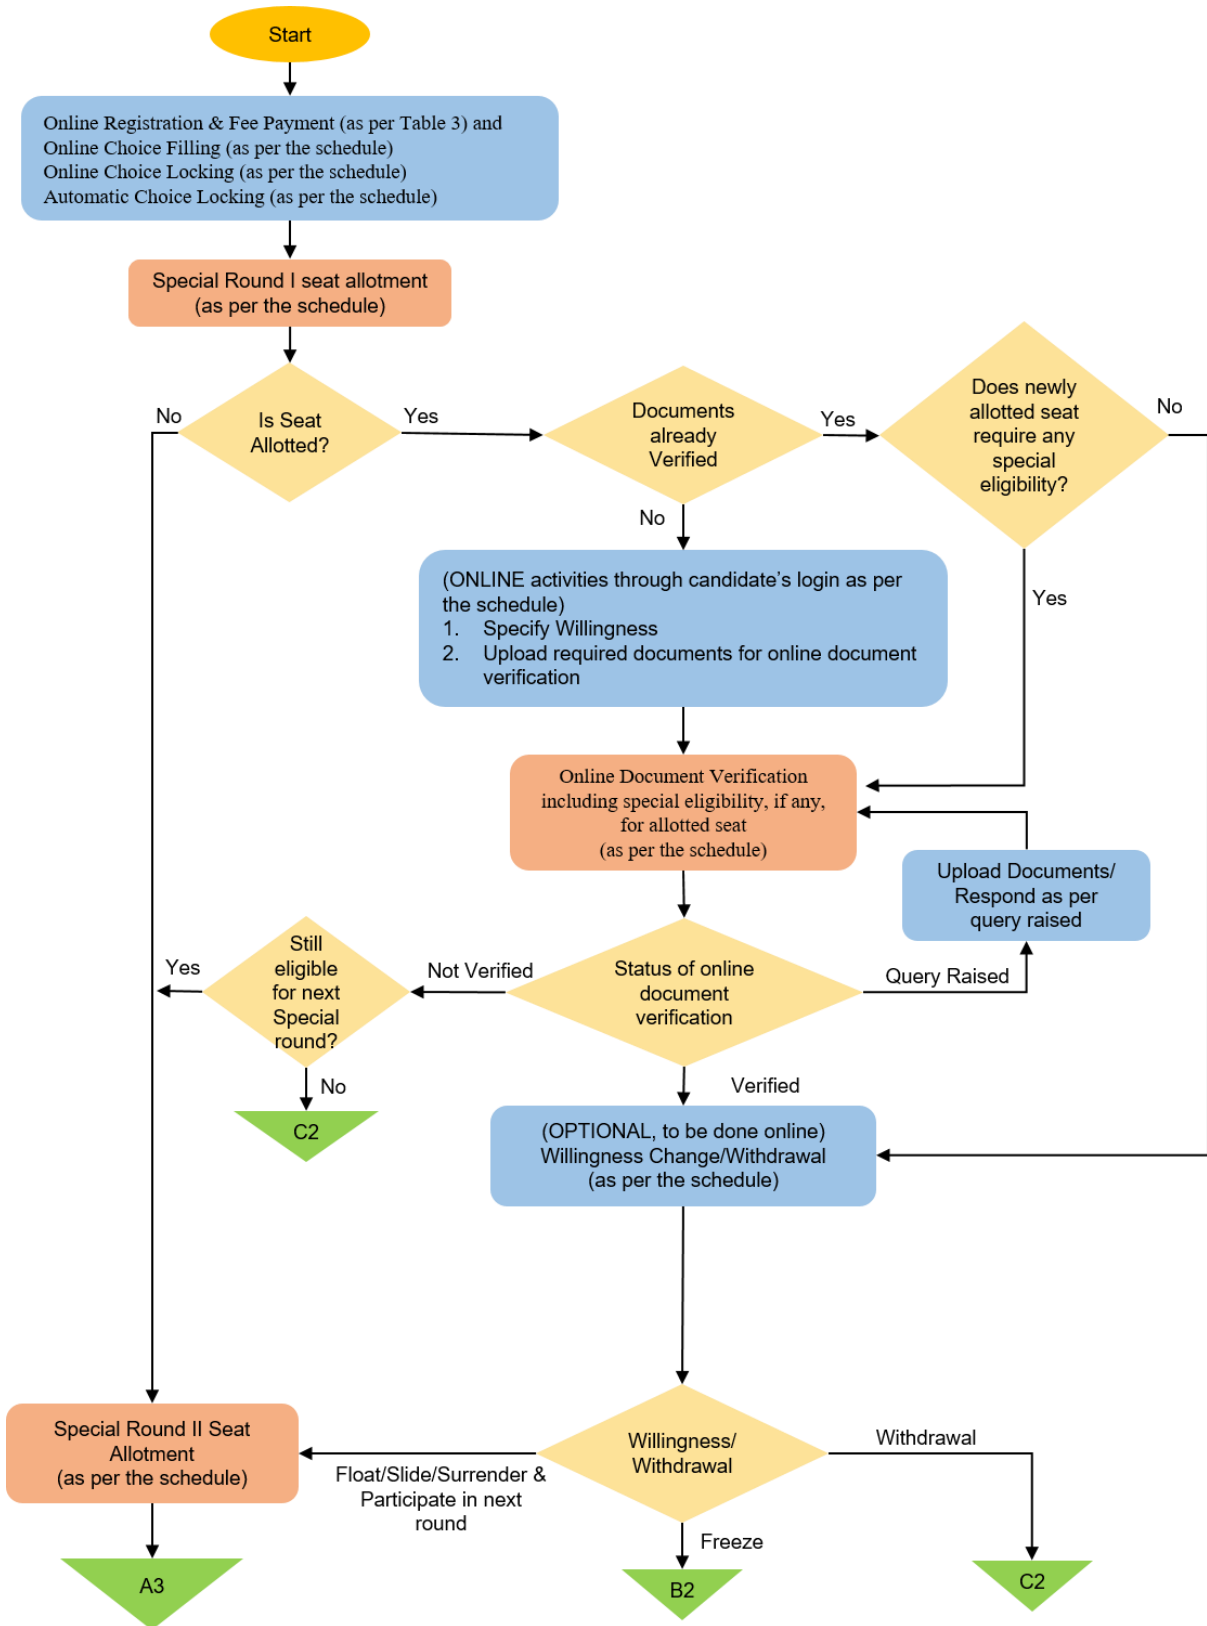 Start
Online Registration & Fee Payment (as per Table 3) and
Online Choice Filling (as per the schedule)
Online Choice Locking (as per the schedule)
Automatic Choice Locking (as per the schedule)
Special Round I seat allotment
(as per the schedule)
No
Is Seat
Allotted?
Yes
Documents
already
Verified
Yes
Does newly
allotted seat
require any
special
eligibility?
No
No
Yes
(ONLINE activities through candidate’s login as per
the schedule)
1. Specify Willingness
2. Upload required documents for online document
verification
Online Document Verification
including special eligibility, if any,
for allotted seat
(as per the schedule)
Upload Documents/
Respond as per
query raised
Yes
Still
eligible
for next
Special
round?
Not Verified
Status of online
document
verification
Query Raised
No
C2
Verified
(OPTIONAL, to be done online)
Willingness Change/Withdrawal
(as per the schedule)
Special Round II Seat
Allotment
(as per the schedule)
Float/Slide/Surrender &
Participate in next
round
Willingness/
Withdrawal
Withdrawal
Freeze
A3
B2
C2